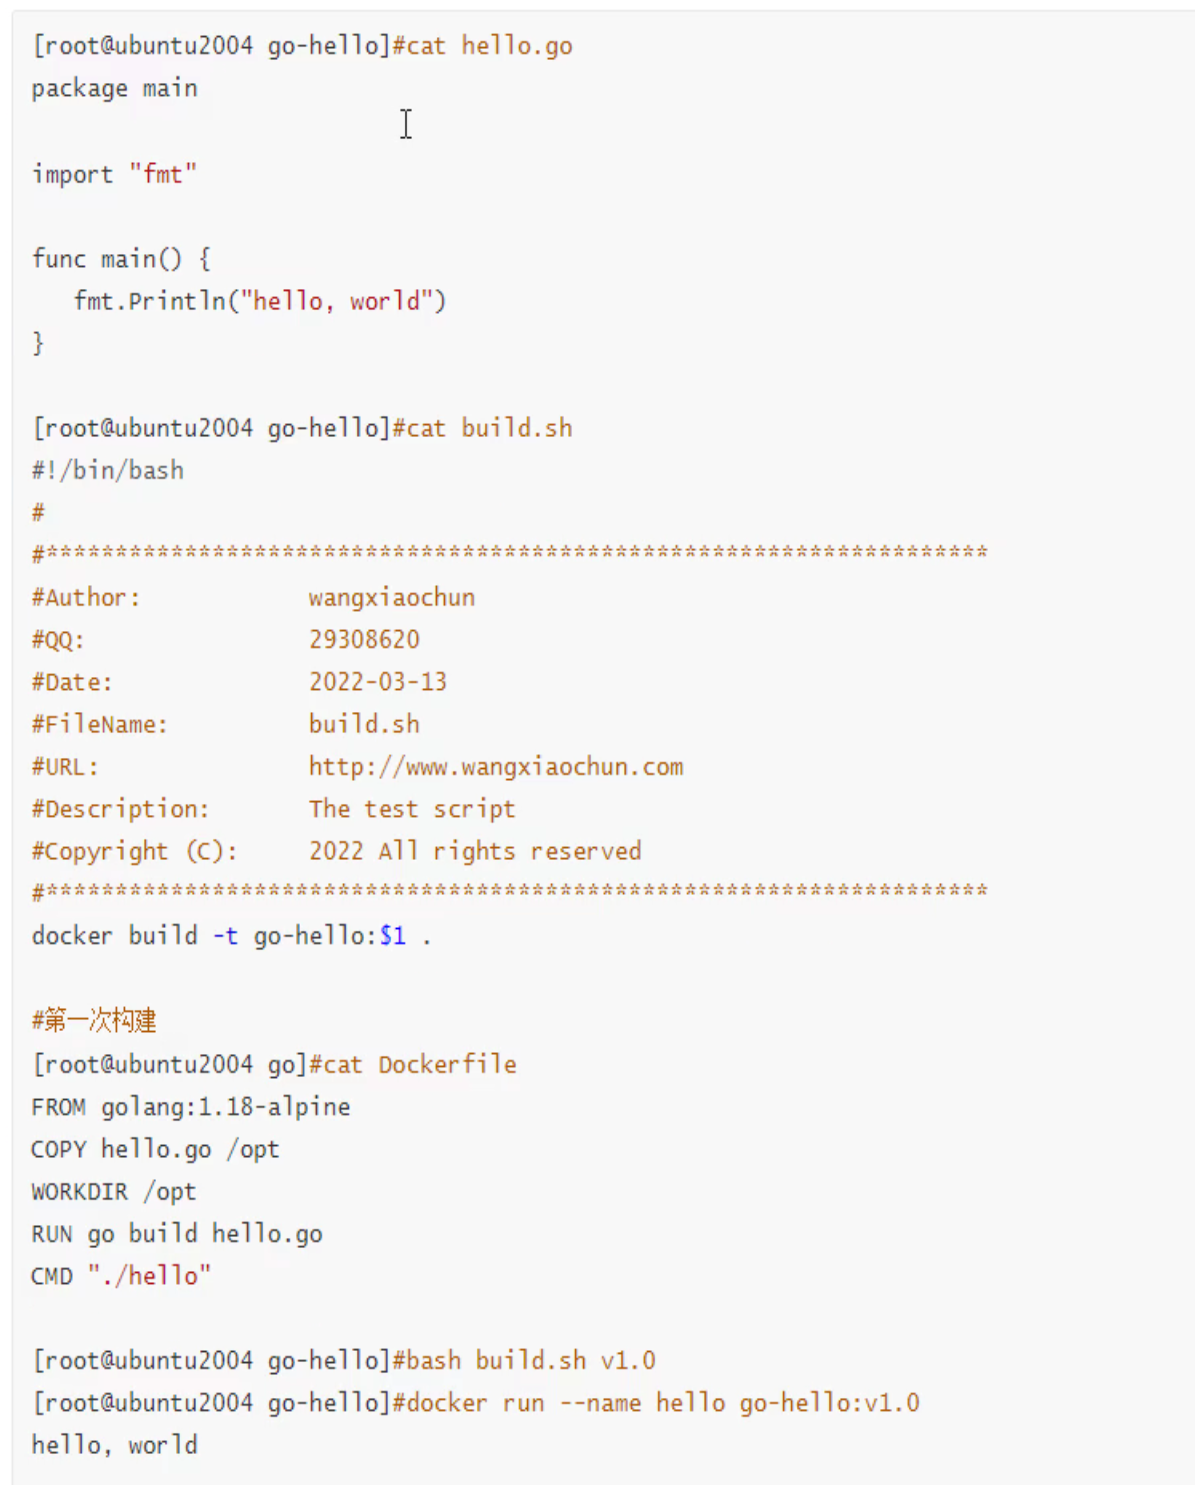 [root@ubuntu2004 go-hello]#cat hello.go
package main
import "fmt"
func main() {
   fmt.Println("hello, world")
}
[root@ubuntu2004 go-hello]#cat build.sh
#!/bin/bash
#
#********************************************************************
#Author:            wangxiaochun
#QQ:                29308620
#Date:              2022-03-13
#FileName:          build.sh
#URL:               http://www.wangxiaochun.com
#Description:       The test script
#Copyright (C):     2022 All rights reserved
#********************************************************************
docker build -t go-hello:$1 .
#第一次构建
[root@ubuntu2004 go]#cat Dockerfile
FROM golang:1.18-alpine
COPY hello.go /opt
WORKDIR /opt
RUN go build hello.go
CMD "./hello"
[root@ubuntu2004 go-hello]#bash build.sh v1.0
[root@ubuntu2004 go-hello]#docker run --name hello go-hello:v1.0
hello, world